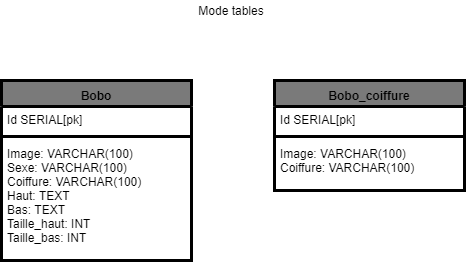 Mode tables
Bobo
Id SERIAL[pk]
Image: VARCHAR(100)
Sexe: VARCHAR(100)
Coiffure: VARCHAR(100)
Haut: TEXT
Bas: TEXT
Taille_haut: INT
Taille_bas: INT
Bobo_coiffure
Id SERIAL[pk]
Image: VARCHAR(100)
Coiffure: VARCHAR(100)